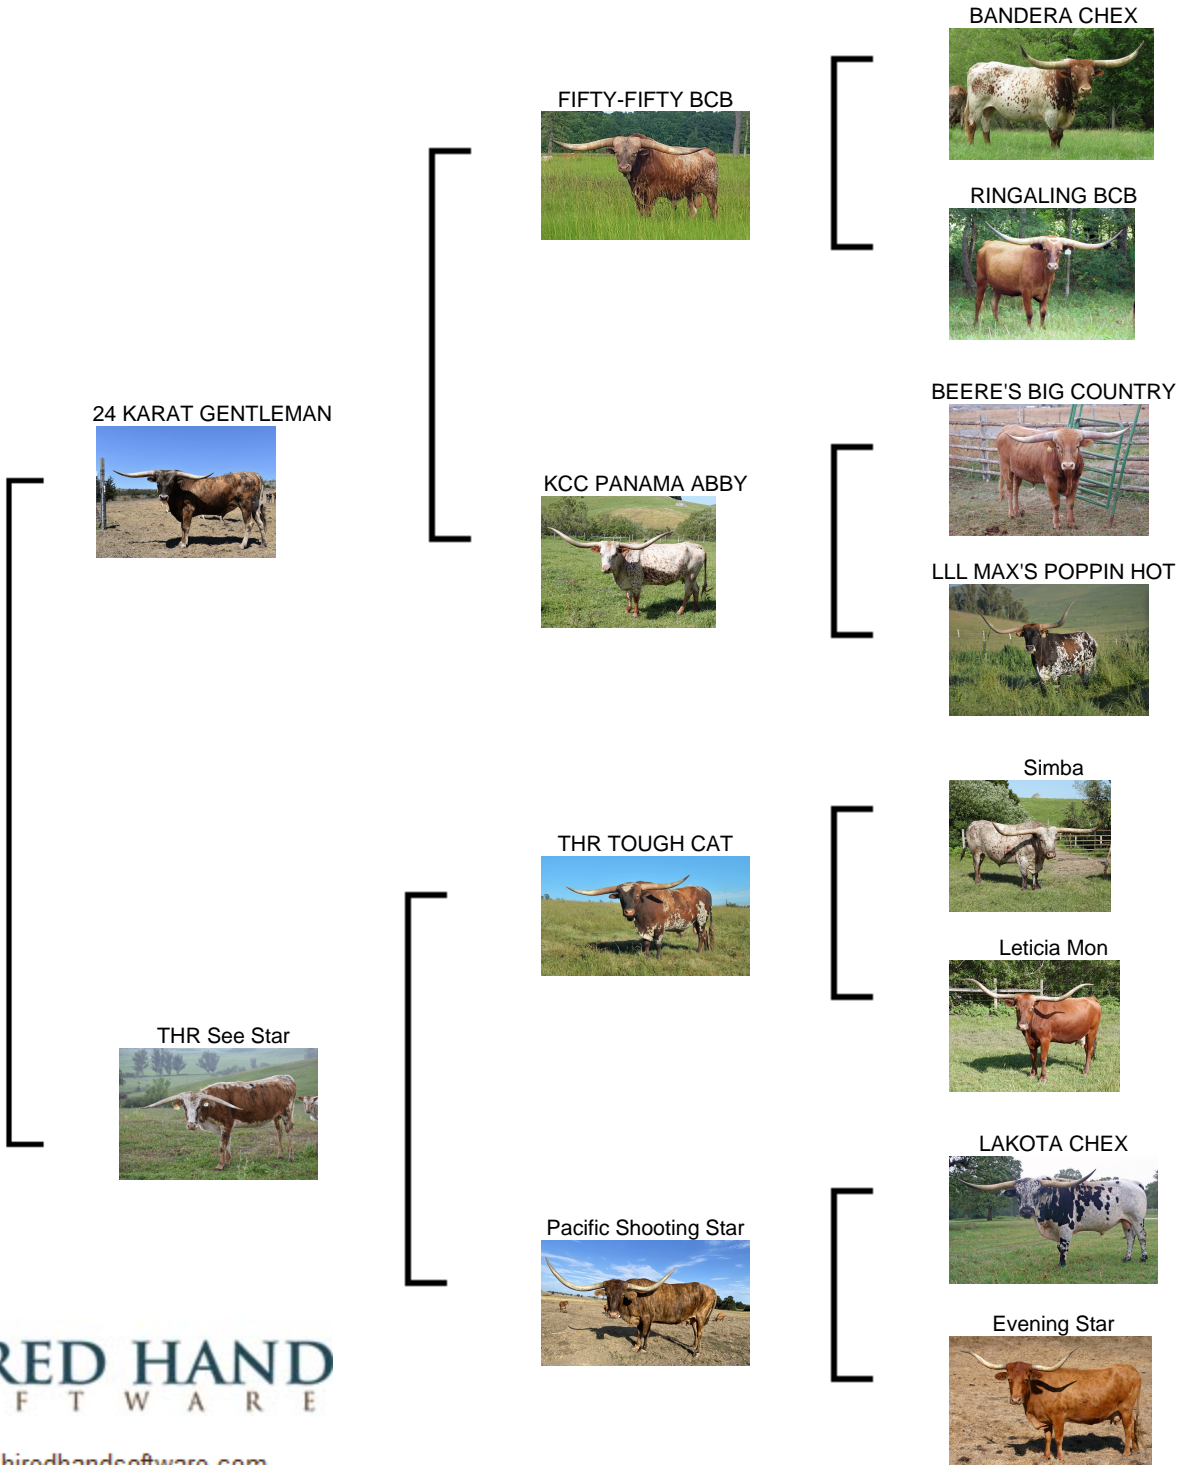 BANDERA CHEX
FIFTY-FIFTY BCB
RINGALING BCB
BEERE'S BIG COUNTRY
24 KARAT GENTLEMAN
KCC PANAMA ABBY
LLL MAX'S POPPIN HOT
Simba
THR TOUGH CAT
Leticia Mon
THR See Star
LAKOTA CHEX
Pacific Shooting Star
Evening Star
RED HAND
F T W A R E
hiredhandsoftware.com